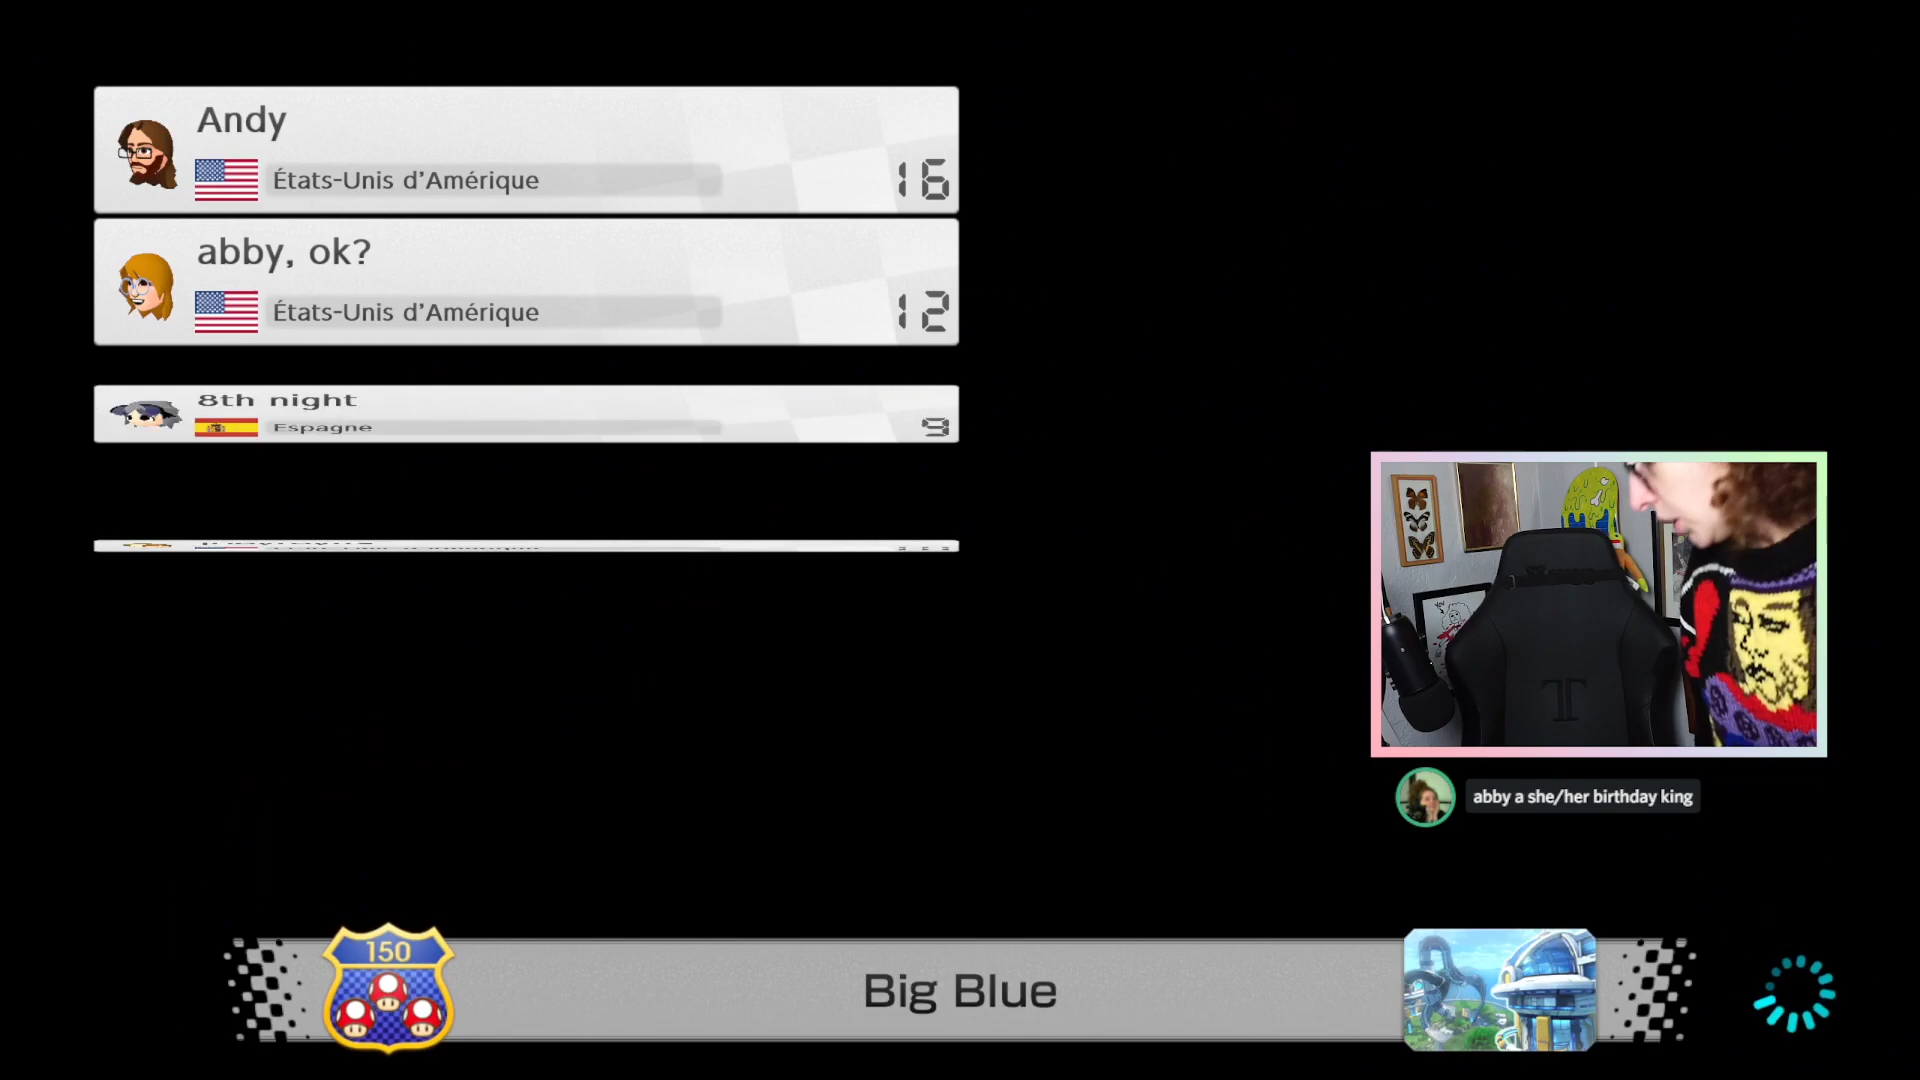 Andy
États-Unis d'Amérique
16
abby, ok?
États-Unis d'Amérique
12
8th night
Espagne
9
abby a she/her birthday king
150
Big Blue